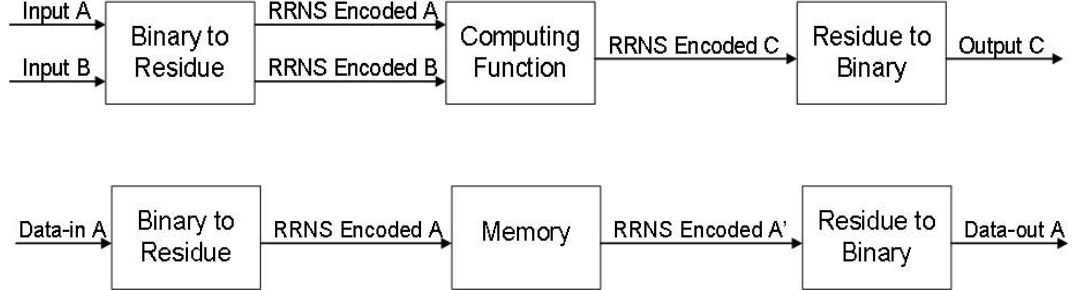 Input A
RRNS Encoded A
Input B
RRNS Encoded B
Binary to
Residue
Computing
Function
RRNS Encoded C
Residue to
Binary
Output C
Data-in A
Binary to
Residue
RRNS Encoded A
Memory
RRNS Encoded A'
Residue to
Binary
Data-out A